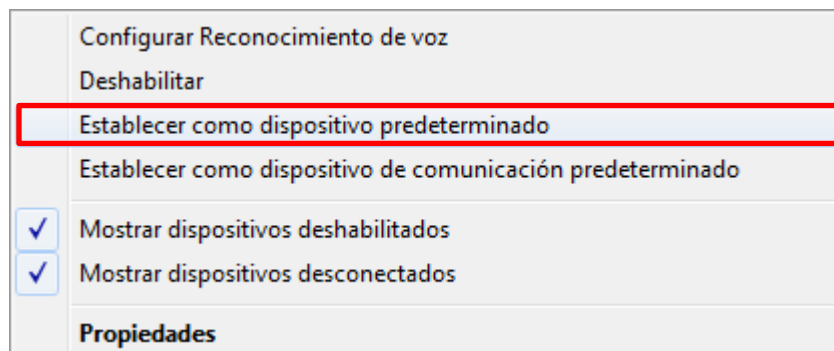 Configurar Reconocimiento de voz
Deshabilitar
Establecer como dispositivo predeterminado
Establecer como dispositivo de comunicación predeterminado
Mostrar dispositivos deshabilitados
Mostrar dispositivos desconectados
Propiedades